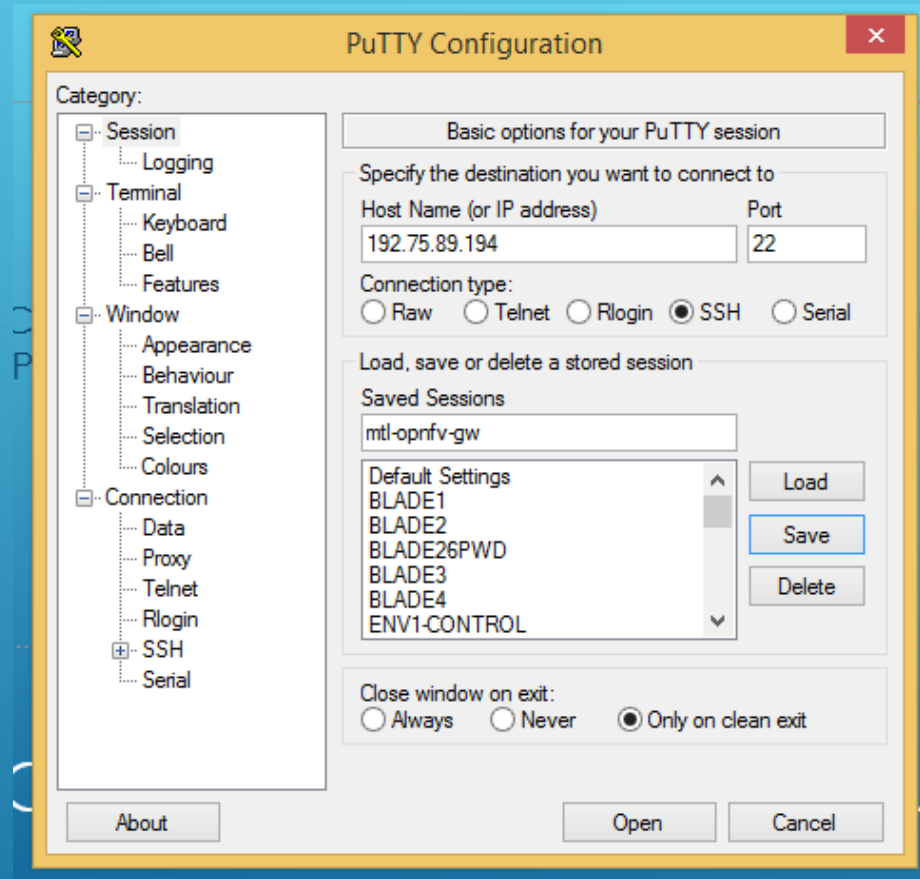 PuTTY Configuration
Category:
Session
Logging
Terminal
Keyboard
Bell
Features
Window
Appearance
Behaviour
Translation
Selection
Colours
Connection
Data
Proxy
Telnet
Rlogin
SSH
Serial
Basic options for your PuTTY session
Specify the destination you want to connect to
Host Name (or IP address) Port
192.75.89.194 22
Connection type:
Raw Telnet Rlogin SSH Serial
Load, save or delete a stored session
Saved Sessions
mtl-opnfv-gw
Default Settings
BLADE1
BLADE2
BLADE26PWD
BLADE3
BLADE4
ENV1-CONTROL
Load
Save
Delete
Close window on exit:
Always Never Only on clean exit
About Open Cancel